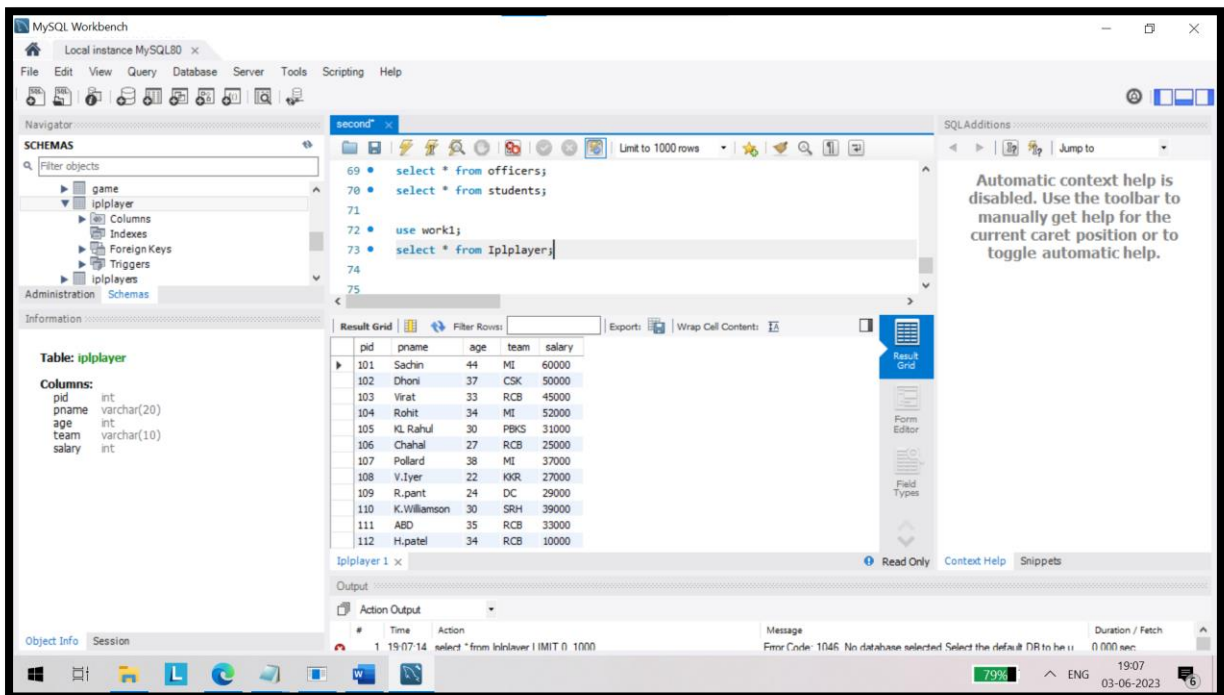 MySQL Workbench
Local instance MySQL80
File Edit View Query Database Server Tools Scripting Help
Navigator
SCHEMAS
Filter objects
game
iplplayer
Columns
Indexes
Foreign Keys
Triggers
iplplayers
Administration Schemas
Information
Table: iplplayer
Columns:
pid int
pname varchar(20)
age int
team varchar(10)
salary int
Object Info Session
second*
Limit to 1000 rows
69 select * from officers;
70 select * from students;
71
72 use work1;
73 select * from Iplplayer;
74
75
Result Grid Filter Rows: Export: Wrap Cell Content:
pid pname age team salary
101 Sachin 44 MI 60000
102 Dhoni 37 CSK 50000
103 Virat 33 RCB 45000
104 Rohit 34 MI 52000
105 KL Rahul 30 PBKS 31000
106 Chahal 27 RCB 25000
107 Pollard 38 MI 37000
108 V.Iyer 22 KKR 27000
109 R.pant 24 DC 29000
110 K.Williamson 30 SRH 39000
111 ABD 35 RCB 33000
112 H.patel 34 RCB 10000
Result
Grid
Form
Editor
Field
Types
Iplplayer 1 Read Only
Output
Action Output
# Time Action Message Duration / Fetch
1 19:07:14 select * from Iplplayer LIMIT 0, 1000 Error Code: 1046. No database selected Select the default DB to be u 0.000 sec
SQLAdditions
Jump to
Automatic context help is
disabled. Use the toolbar to
manually get help for the
current caret position or to
toggle automatic help.
Context Help Snippets
79% ENG
19:07
03-06-2023
6